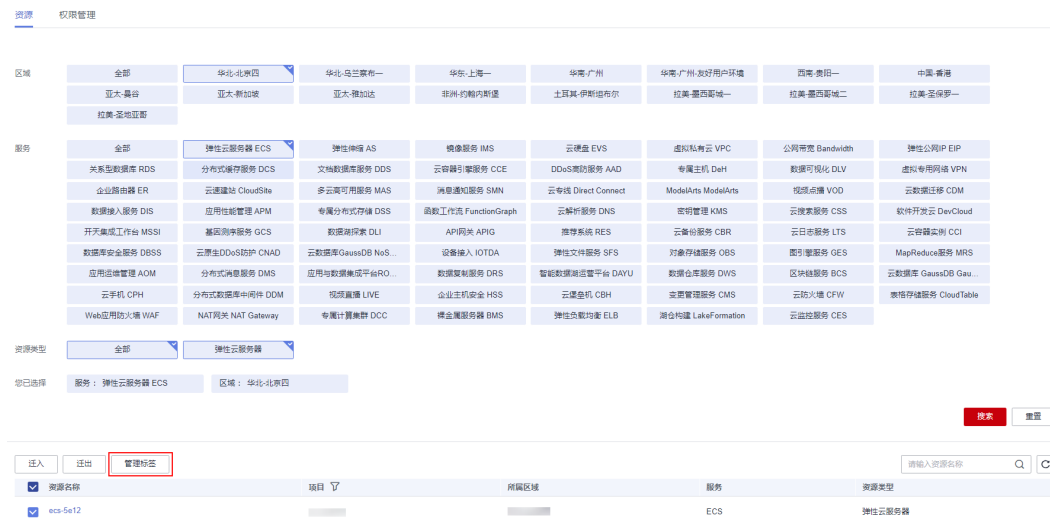 资源 权限管理
区域 全部 华北-北京四 华北-乌兰察布一 华东-上海一 华南-广州 华南-广州-友好用户环境 西南-贵阳一 中国-香港
亚太-曼谷 亚太-新加坡 亚太-雅加达 非洲-约翰内斯堡 土耳其-伊斯坦布尔 拉美-墨西哥城一 拉美-墨西哥城二 拉美-圣保罗一
拉美-圣地亚哥
服务 全部 弹性云服务器 ECS 弹性伸缩 AS 镜像服务 IMS 云硬盘 EVS 虚拟私有云 VPC 公网带宽 Bandwidth 弹性公网IP EIP
关系型数据库 RDS 分布式缓存服务 DCS 文档数据库服务 DDS 云容器引擎服务 CCE DDoS高防服务 AAD 专属主机 DeH 数据可视化 DLV 虚拟专用网络 VPN
企业路由器 ER 云速建站 CloudSite 多云高可用服务 MAS 消息通知服务 SMN 云专线 Direct Connect ModelArts ModelArts 视频点播 VOD 云数据迁移 CDM
数据接入服务 DIS 应用性能管理 APM 专属分布式存储 DSS 函数工作流 FunctionGraph 云解析服务 DNS 密钥管理 KMS 云搜索服务 CSS 软件开发云 DevCloud
开天集成工作台 MSSI 基因测序服务 GCS 数据湖探索 DLI API网关 APIG 推荐系统 RES 云备份服务 CBR 云日志服务 LTS 云容器实例 CCI
数据库安全服务 DBSS 云原生DDoS防护 CNAD 云数据库GaussDB NoS... 设备接入 IOTDA 弹性文件服务 SFS 对象存储服务 OBS 图引擎服务 GES MapReduce服务 MRS
应用运维管理 AOM 分布式消息服务 DMS 应用与数据集成平台RO... 数据复制服务 DRS 智能数据湖运营平台 DAYU 数据仓库服务 DWS 区块链服务 BCS 云数据库 GaussDB Gau...
云手机 CPH 分布式数据库中间件 DDM 视频直播 LIVE 企业主机安全 HSS 云堡垒机 CBH 变更管理服务 CMS 云防火墙 CFW 表格存储服务 CloudTable
Web应用防火墙 WAF NAT网关 NAT Gateway 专属计算集群 DCC 裸金属服务器 BMS 弹性负载均衡 ELB 湖仓构建 LakeFormation 云监控服务 CES
资源类型 全部 弹性云服务器
您已选择 服务： 弹性云服务器 ECS 区域： 华北-北京四
搜索 重置
迁入 迁出 管理标签 请输入资源名称
资源名称 项目 所属区域 服务 资源类型
ecs-5e12 ECS 弹性云服务器